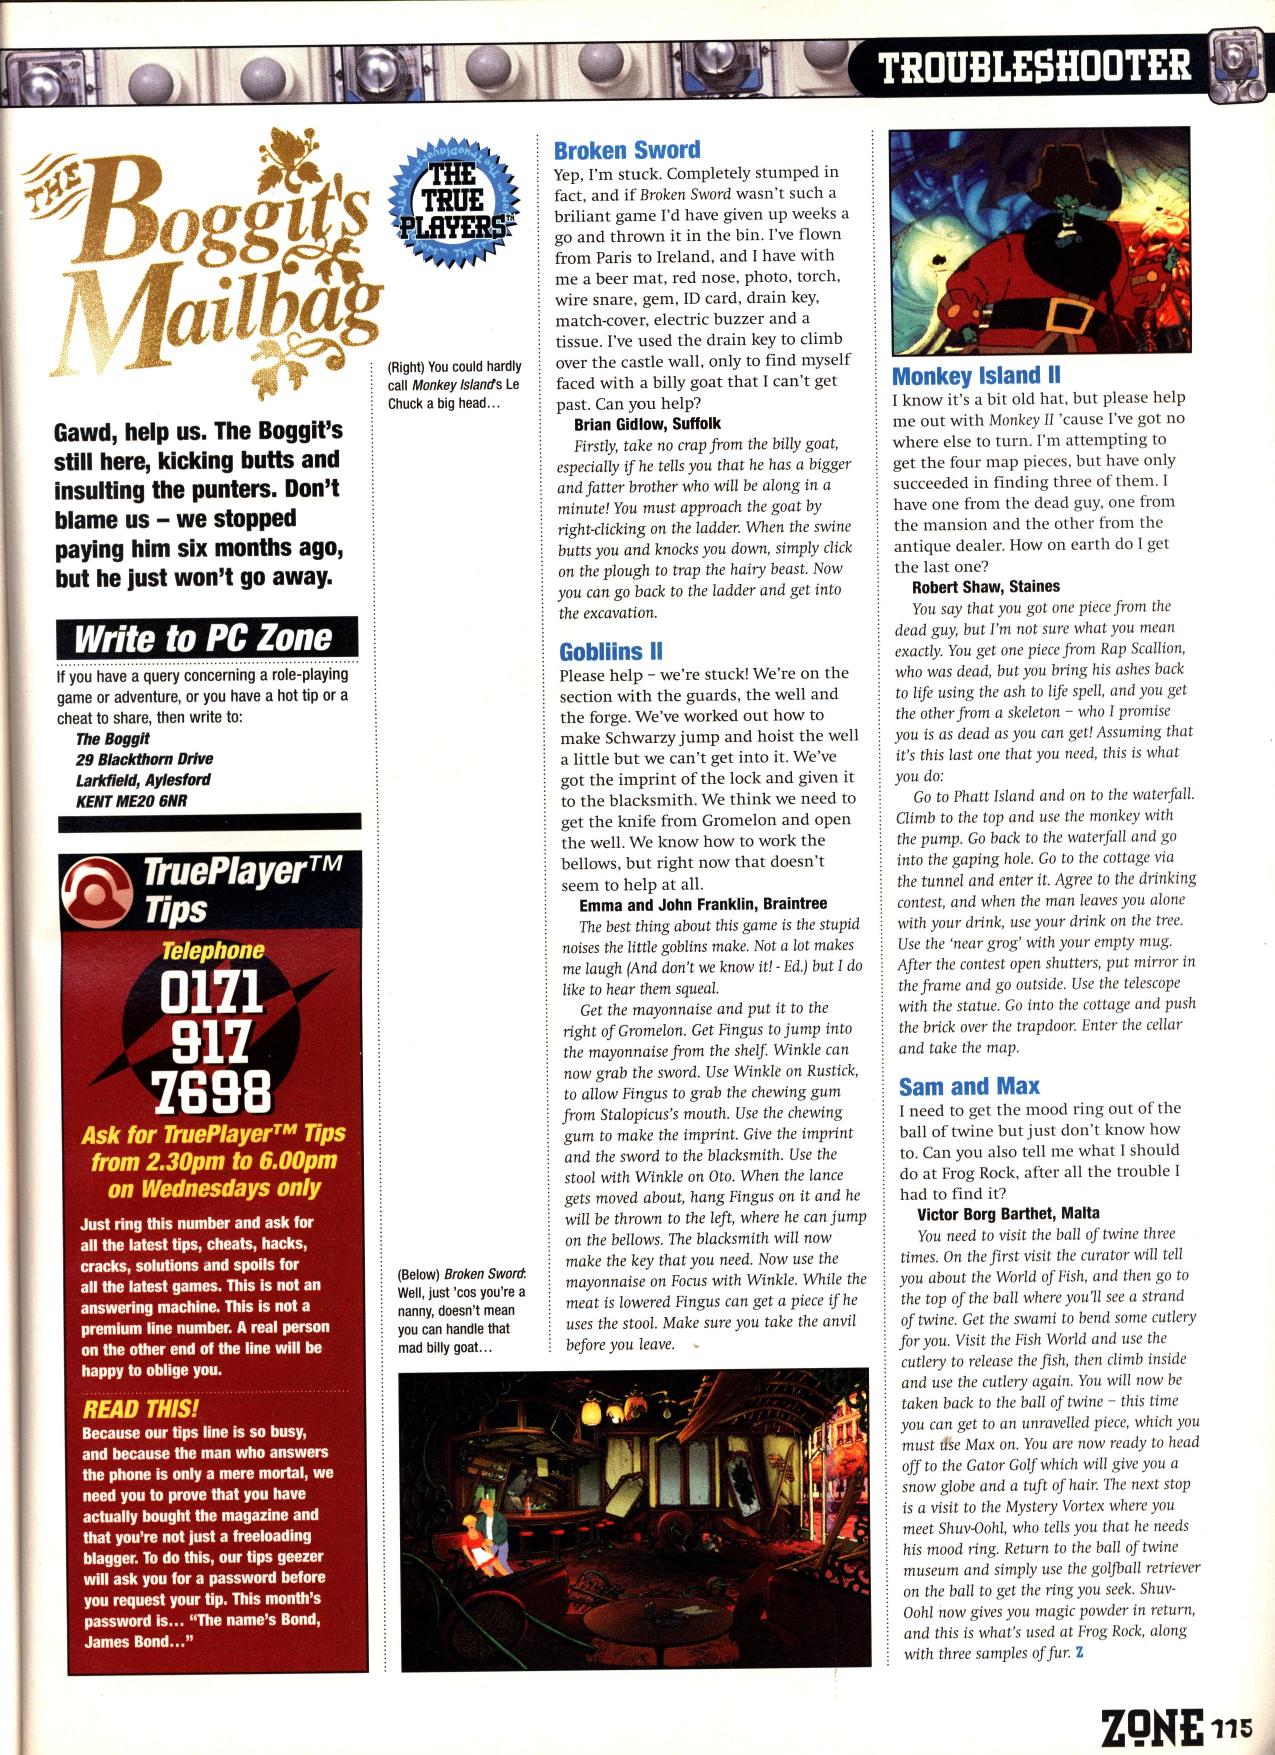 TROUBLESHOOTER
THE
Boggit's
Mailbag
THE
TRUE
PLAYERS™
Gawd, help us. The Boggit's
still here, kicking butts and
insulting the punters. Don't
blame us – we stopped
paying him six months ago,
but he just won't go away.
Write to PC Zone
If you have a query concerning a role-playing
game or adventure, or you have a hot tip or a
cheat to share, then write to:
The Boggit
29 Blackthorn Drive
Larkfield, Aylesford
KENT ME20 6NR
TruePlayer™
Tips
Telephone
0171
917
7698
Ask for TruePlayer™ Tips
from 2.30pm to 6.00pm
on Wednesdays only
Just ring this number and ask for
all the latest tips, cheats, hacks,
cracks, solutions and spoils for
all the latest games. This is not an
answering machine. This is not a
premium line number. A real person
on the other end of the line will be
happy to oblige you.
READ THIS!
Because our tips line is so busy,
and because the man who answers
the phone is only a mere mortal, we
need you to prove that you have
actually bought the magazine and
that you're not just a freeloading
blagger. To do this, our tips geezer
will ask you for a password before
you request your tip. This month's
password is... "The name's Bond,
James Bond..."
(Right) You could hardly
call Monkey Island's Le
Chuck a big head...
(Below) Broken Sword:
Well, just 'cos you're a
nanny, doesn't mean
you can handle that
mad billy goat...
Broken Sword
Yep, I'm stuck. Completely stumped in
fact, and if Broken Sword wasn't such a
briliant game I'd have given up weeks a
go and thrown it in the bin. I've flown
from Paris to Ireland, and I have with
me a beer mat, red nose, photo, torch,
wire snare, gem, ID card, drain key,
match-cover, electric buzzer and a
tissue. I've used the drain key to climb
over the castle wall, only to find myself
faced with a billy goat that I can't get
past. Can you help?
Brian Gidlow, Suffolk
Firstly, take no crap from the billy goat,
especially if he tells you that he has a bigger
and fatter brother who will be along in a
minute! You must approach the goat by
right-clicking on the ladder. When the swine
butts you and knocks you down, simply click
on the plough to trap the hairy beast. Now
you can go back to the ladder and get into
the excavation.
Gobliins II
Please help – we're stuck! We're on the
section with the guards, the well and
the forge. We've worked out how to
make Schwarzy jump and hoist the well
a little but we can't get into it. We've
got the imprint of the lock and given it
to the blacksmith. We think we need to
get the knife from Gromelon and open
the well. We know how to work the
bellows, but right now that doesn't
seem to help at all.
Emma and John Franklin, Braintree
The best thing about this game is the stupid
noises the little goblins make. Not a lot makes
me laugh (And don't we know it! - Ed.) but I do
like to hear them squeal.
Get the mayonnaise and put it to the
right of Gromelon. Get Fingus to jump into
the mayonnaise from the shelf. Winkle can
now grab the sword. Use Winkle on Rustick,
to allow Fingus to grab the chewing gum
from Stalopicus's mouth. Use the chewing
gum to make the imprint. Give the imprint
and the sword to the blacksmith. Use the
stool with Winkle on Oto. When the lance
gets moved about, hang Fingus on it and he
will be thrown to the left, where he can jump
on the bellows. The blacksmith will now
make the key that you need. Now use the
mayonnaise on Focus with Winkle. While the
meat is lowered Fingus can get a piece if he
uses the stool. Make sure you take the anvil
before you leave.
Monkey Island II
I know it's a bit old hat, but please help
me out with Monkey II 'cause I've got no
where else to turn. I'm attempting to
get the four map pieces, but have only
succeeded in finding three of them. I
have one from the dead guy, one from
the mansion and the other from the
antique dealer. How on earth do I get
the last one?
Robert Shaw, Staines
You say that you got one piece from the
dead guy, but I'm not sure what you mean
exactly. You get one piece from Rap Scallion,
who was dead, but you bring his ashes back
to life using the ash to life spell, and you get
the other from a skeleton – who I promise
you is as dead as you can get! Assuming that
it's this last one that you need, this is what
you do:
Go to Phatt Island and on to the waterfall.
Climb to the top and use the monkey with
the pump. Go back to the waterfall and go
into the gaping hole. Go to the cottage via
the tunnel and enter it. Agree to the drinking
contest, and when the man leaves you alone
with your drink, use your drink on the tree.
Use the 'near grog' with your empty mug.
After the contest open shutters, put mirror in
the frame and go outside. Use the telescope
with the statue. Go into the cottage and push
the brick over the trapdoor. Enter the cellar
and take the map.
Sam and Max
I need to get the mood ring out of the
ball of twine but just don't know how
to. Can you also tell me what I should
do at Frog Rock, after all the trouble I
had to find it?
Victor Borg Barthet, Malta
You need to visit the ball of twine three
times. On the first visit the curator will tell
you about the World of Fish, and then go to
the top of the ball where you'll see a strand
of twine. Get the swami to bend some cutlery
for you. Visit the Fish World and use the
cutlery to release the fish, then climb inside
and use the cutlery again. You will now be
taken back to the ball of twine – this time
you can get to an unravelled piece, which you
must use Max on. You are now ready to head
off to the Gator Golf which will give you a
snow globe and a tuft of hair. The next stop
is a visit to the Mystery Vortex where you
meet Shuv-Oohl, who tells you that he needs
his mood ring. Return to the ball of twine
museum and simply use the golfball retriever
on the ball to get the ring you seek. Shuv-
Oohl now gives you magic powder in return,
and this is what's used at Frog Rock, along
with three samples of fur. Z
ZONE 115